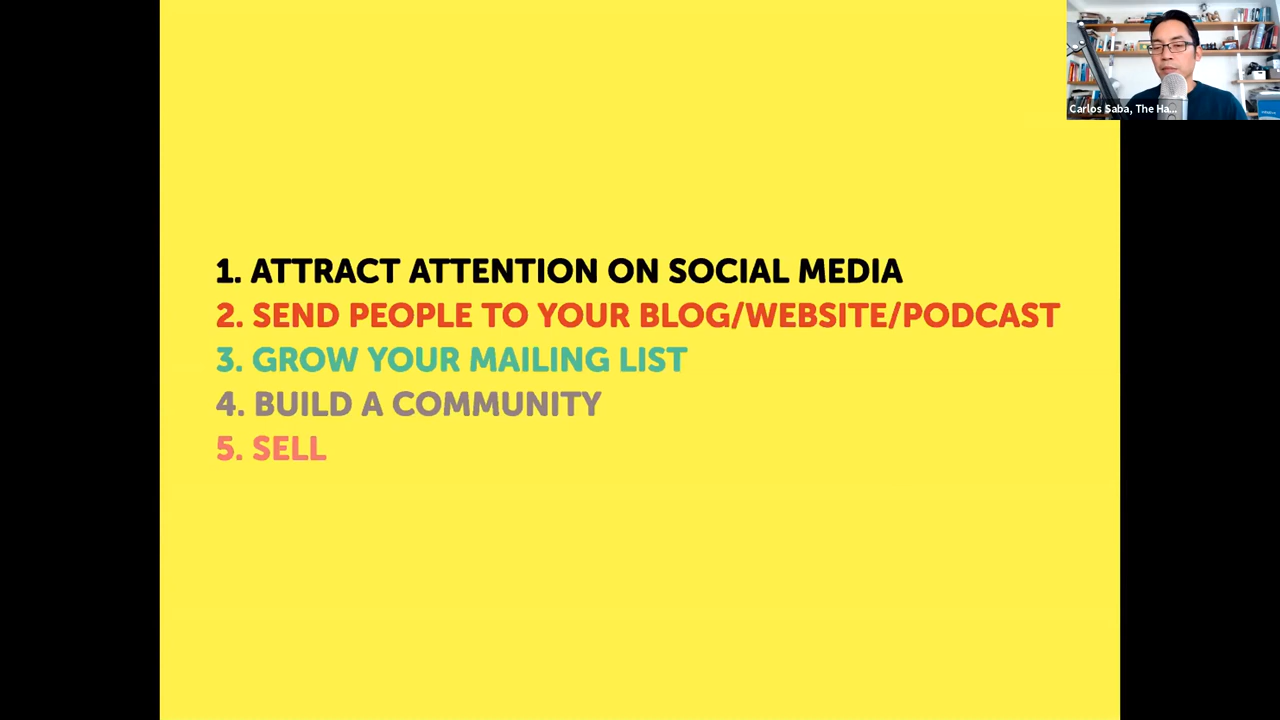 1. ATTRACT ATTENTION ON SOCIAL MEDIA
2. SEND PEOPLE TO YOUR BLOG/WEBSITE/PODCAST
3. GROW YOUR MAILING LIST
4. BUILD A COMMUNITY
5. SELL
Carlos Saba, The Ha...